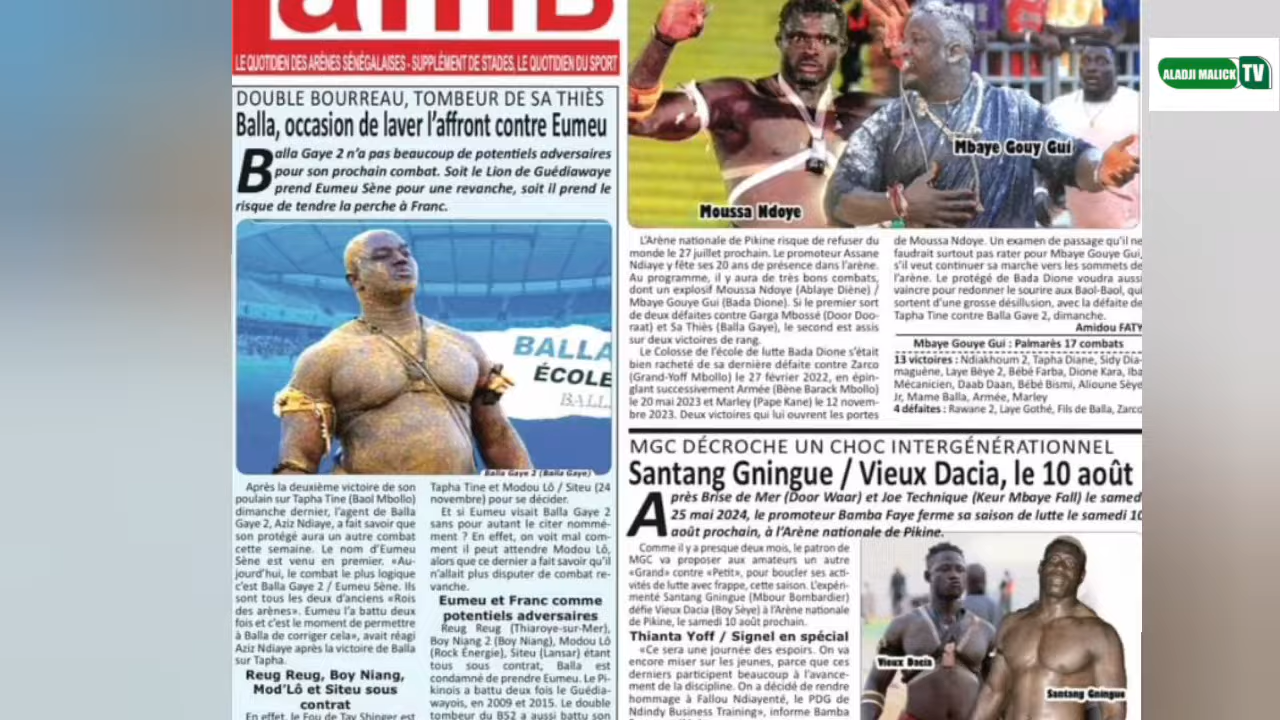 LE QUOTIDIEN DES ARÈNES SÉNÉGALAISES - SUPPLÉMENT DE STADES, LE QUOTIDIEN DU SPORT
DOUBLE BOURREAU, TOMBEUR DE SA THIÈS
Balla, occasion de laver l'affront contre Eumeu
Balla Gaye 2 n'a pas beaucoup de potentiels adversaires
pour son prochain combat. Soit le Lion de Guédiawaye
prend Eumeu Sène pour une revanche, soit il prend le
risque de tendre la perche à Franc.
BALLA
ÉCOLE
BALL
Balla Gaye 2 (Balla Gaye)
Après la deuxième victoire de son
poulain sur Tapha Tine (Baol Mbollo)
dimanche dernier, l'agent de Balla
Gaye 2, Aziz Ndiaye, a fait savoir que
son protégé aura un autre combat
cette semaine. Le nom d'Eumeu
Sène est venu en premier. «Au-
jourd'hui, le combat le plus logique
c'est Balla Gaye 2 / Eumeu Sène. Ils
sont tous les deux d'anciens «Rois
des arènes». Eumeu l'a battu deux
fois et c'est le moment de permettre
à Balla de corriger cela», avait réagi
Aziz Ndiaye après la victoire de Balla
sur Tapha.
Reug Reug, Boy Niang,
Mod'Lô et Siteu sous
contrat
En effet, le Fou de Tay Shinger est
Tapha Tine et Modou Lô / Siteu (24
novembre) pour se décider.
Et si Eumeu visait Balla Gaye 2
sans pour autant le citer nommé-
ment ? En effet, on voit mal com-
ment il peut attendre Modou Lô,
alors que ce dernier a fait savoir qu'il
n'allait plus disputer de combat re-
vanche.
Eumeu et Franc comme
potentiels adversaires
Reug Reug (Thiaroye-sur-Mer),
Boy Niang 2 (Boy Niang), Modou Lô
(Rock Énergie), Siteu (Lansar) étant
tous sous contrat, Balla est
condamné de prendre Eumeu. Le Pi-
kinois a battu deux fois le Guédia-
wayois, en 2009 et 2015. Le double
tombeur du B52 a aussi battu son
Moussa Ndoye
Mbaye Gouy Gui
L'Arène nationale de Pikine risque de refuser du
monde le 27 juillet prochain. Le promoteur Assane
Ndiaye y fête ses 20 ans de présence dans l'arène.
Au programme, il y aura de très bons combats,
dont un explosif Moussa Ndoye (Ablaye Diène) /
Mbaye Gouye Gui (Bada Dione). Si le premier sort
de deux défaites contre Garga Mbossé (Door Doo-
raat) et Sa Thiès (Balla Gaye), le second est assis
sur deux victoires de rang.
Le Colosse de l'école de lutte Bada Dione s'était
bien racheté de sa dernière défaite contre Zarco
(Grand-Yoff Mbollo) le 27 février 2022, en épin-
glant successivement Armée (Bène Barack Mbollo)
le 20 mai 2023 et Marley (Pape Kane) le 12 novem-
bre 2023. Deux victoires qui lui ouvrent les portes
de Moussa Ndoye. Un examen de passage qu'il ne
faudrait surtout pas rater pour Mbaye Gouye Gui,
s'il veut continuer sa marche vers les sommets de
l'arène. Le protégé de Bada Dione voudra aussi
vaincre pour redonner le sourire aux Baol-Baol, qui
sortent d'une grosse désillusion, avec la défaite de
Tapha Tine contre Balla Gaye 2, dimanche.
Amidou FATY
Mbaye Gouye Gui : Palmarès 17 combats
13 victoires : Ndiakhoum 2, Tapha Diane, Sidy Dia-
maguène, Laye Bèye 2, Bébé Farba, Dione Kara, Iba
Mécanicien, Daab Daan, Bébé Bismi, Alioune Sèye
Jr, Mame Balla, Armée, Marley
4 défaites : Rawane 2, Laye Gothé, Fils de Balla, Zarco
MGC DÉCROCHE UN CHOC INTERGÉNÉRATIONNEL
Santang Gningue / Vieux Dacia, le 10 août
Après Brise de Mer (Door Waar) et Joe Technique (Keur Mbaye Fall) le samed
25 mai 2024, le promoteur Bamba Faye ferme sa saison de lutte le samedi 10
août prochain, à l'Arène nationale de Pikine.
Comme il y a presque deux mois, le patron de
MGC va proposer aux amateurs un autre
«Grand» contre «Petit», pour boucler ses acti-
vités de lutte avec frappe, cette saison. L'expéri-
menté Santang Gningue (Mbour Bombardier)
défie Vieux Dacia (Boy Sèye) à l'Arène nationale
de Pikine, le samedi 10 août prochain.
Thianta Yoff / Signel en spécial
«Ce sera une journée des espoirs. On va
encore miser sur les jeunes, parce que ces
derniers participent beaucoup à l'avance-
ment de la discipline. On a décidé de rendre
hommage à Fallou Ndiayenté, le PDG de
Ndindy Business Training», informe Bamba
Vieux Dacia
Santang Gningue
ALADJI MALICK TV